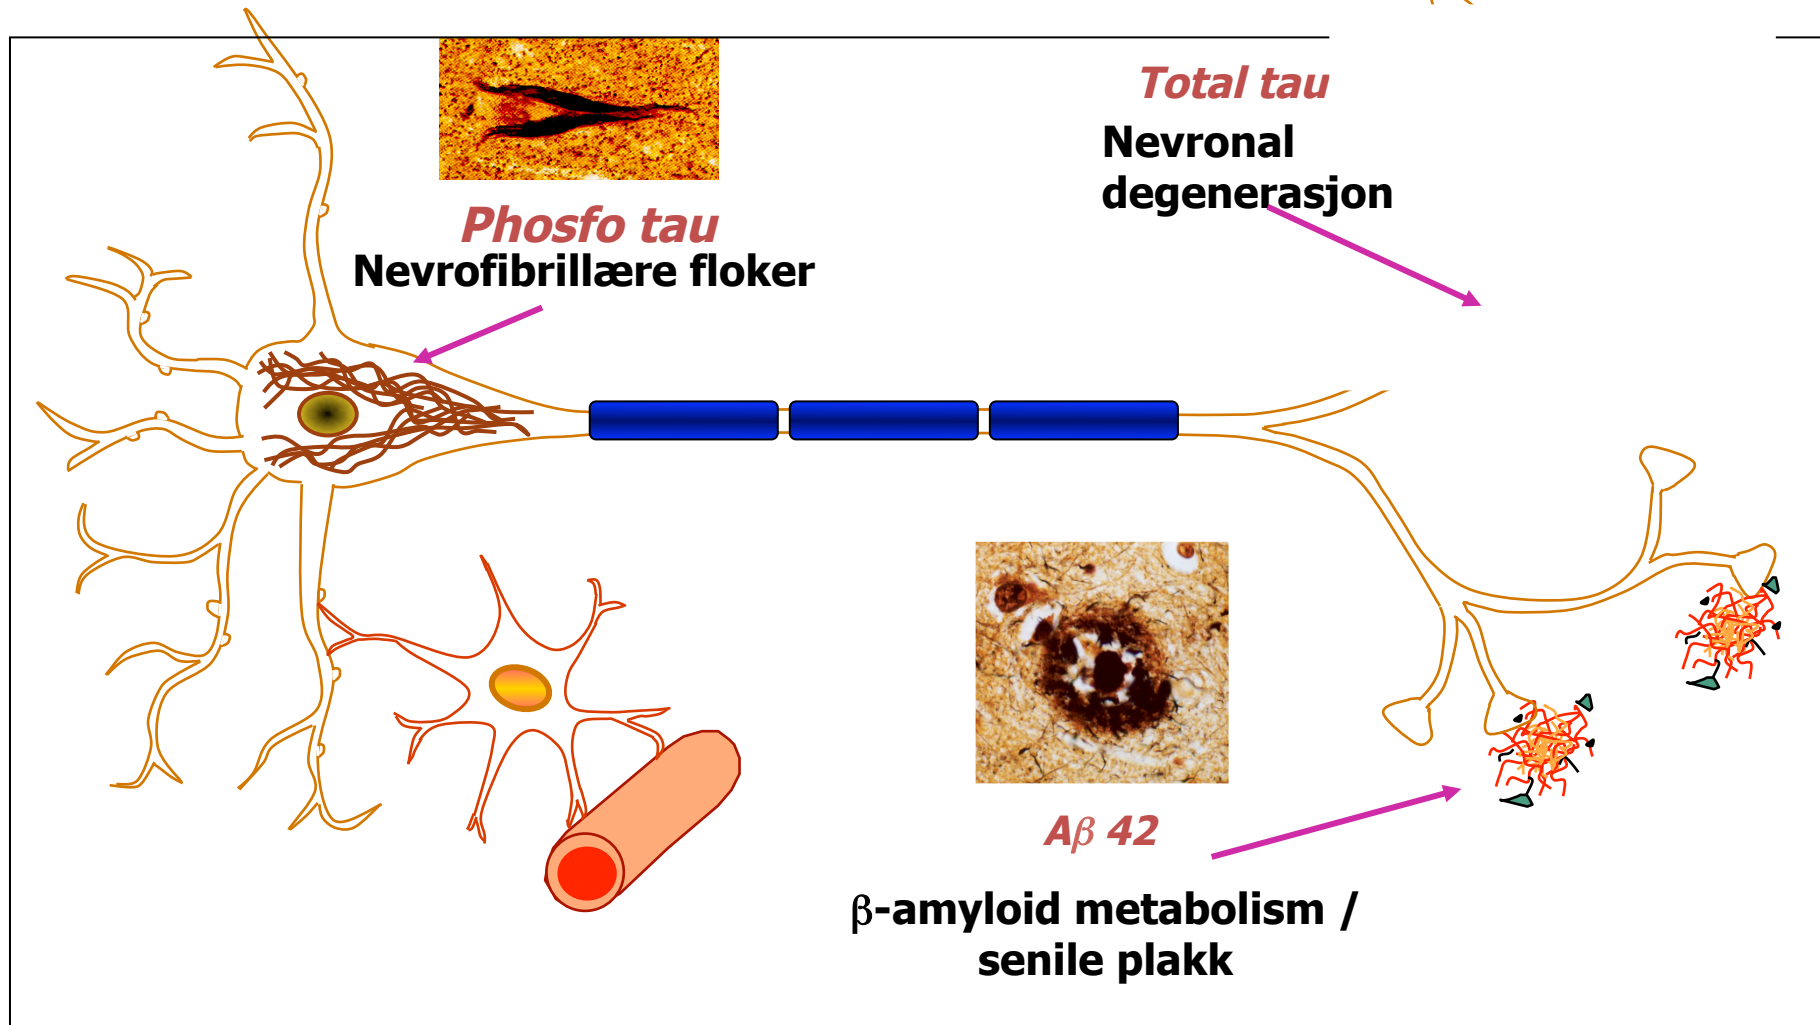 Total tau
Nevronal
degenerasjon
Phosfo tau
Nevrofibrillære floker
Aβ 42
β-amyloid metabolism /
senile plakk